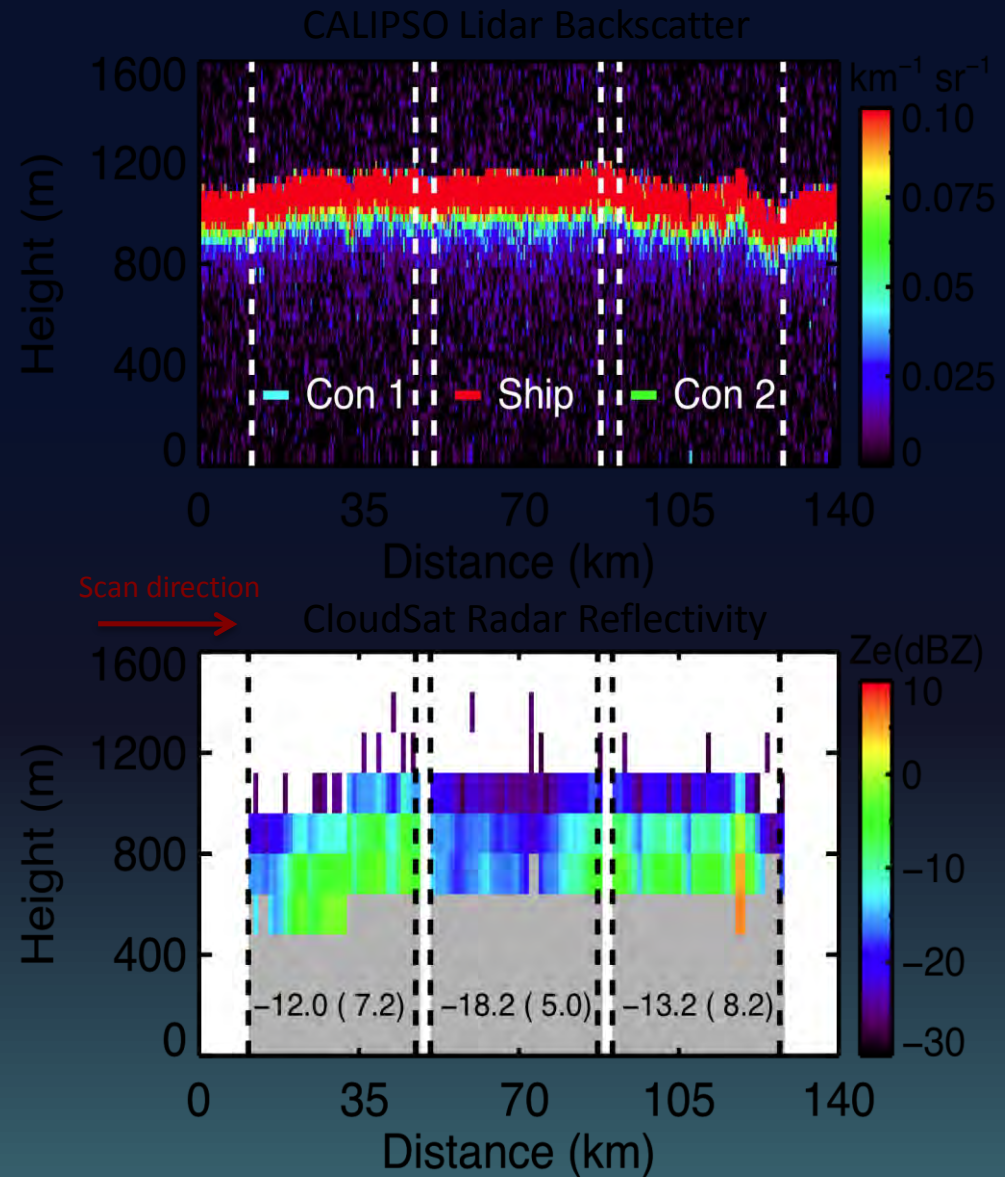 CALIPSO Lidar Backscatter
km⁻¹ sr⁻¹
Height (m)
1600
1200
800
400
0
0.10
0.075
0.05
0.025
0
Con 1
Ship
Con 2
0 35 70 105 140
Distance (km)
Scan direction
CloudSat Radar Reflectivity
Ze(dBZ)
Height (m)
1600
1200
800
400
0
10
0
−10
−20
−30
−12.0 ( 7.2)
−18.2 ( 5.0)
−13.2 ( 8.2)
0 35 70 105 140
Distance (km)